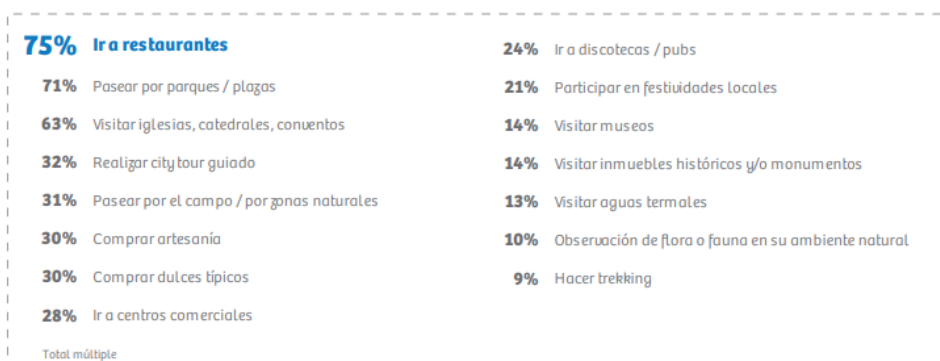 75% Ir a restaurantes
71% Pasear por parques / plazas
63% Visitar iglesias, catedrales, conventos
32% Realizar city tour guiado
31% Pasear por el campo / por zonas naturales
30% Comprar artesanía
30% Comprar dulces típicos
28% Ir a centros comerciales
Total múltiple
24% Ir a discotecas / pubs
21% Participar en festividades locales
14% Visitar museos
14% Visitar inmuebles históricos y/o monumentos
13% Visitar aguas termales
10% Observación de flora o fauna en su ambiente natural
9% Hacer trekking